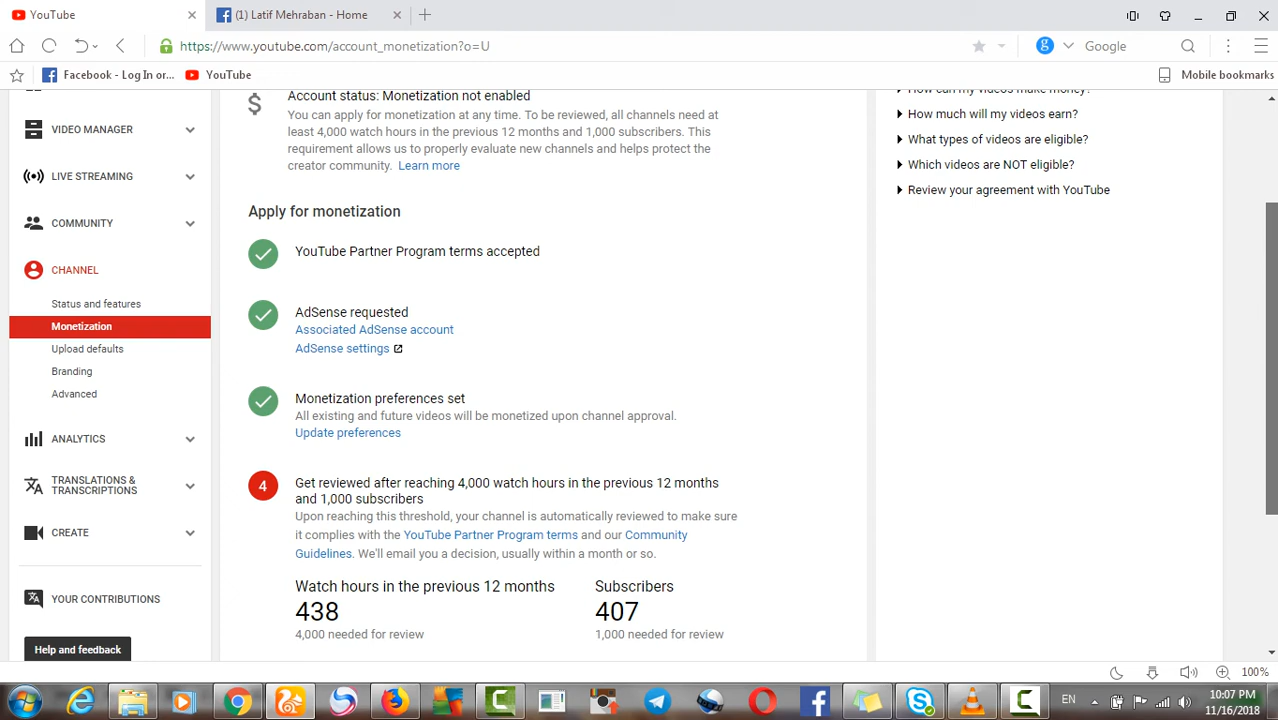 YouTube
(1) Latif Mehraban - Home
https://www.youtube.com/account_monetization?o=U
Google
Facebook - Log In or...
YouTube
Mobile bookmarks
VIDEO MANAGER
LIVE STREAMING
COMMUNITY
CHANNEL
Status and features
Monetization
Upload defaults
Branding
Advanced
ANALYTICS
TRANSLATIONS &
TRANSCRIPTIONS
CREATE
YOUR CONTRIBUTIONS
Help and feedback
Account status: Monetization not enabled
You can apply for monetization at any time. To be reviewed, all channels need at
least 4,000 watch hours in the previous 12 months and 1,000 subscribers. This
requirement allows us to properly evaluate new channels and helps protect the
creator community. Learn more
Apply for monetization
YouTube Partner Program terms accepted
AdSense requested
Associated AdSense account
AdSense settings
Monetization preferences set
All existing and future videos will be monetized upon channel approval.
Update preferences
4
Get reviewed after reaching 4,000 watch hours in the previous 12 months
and 1,000 subscribers
Upon reaching this threshold, your channel is automatically reviewed to make sure
it complies with the YouTube Partner Program terms and our Community
Guidelines. We'll email you a decision, usually within a month or so.
Watch hours in the previous 12 months
438
4,000 needed for review
Subscribers
407
1,000 needed for review
How can my videos make money?
How much will my videos earn?
What types of videos are eligible?
Which videos are NOT eligible?
Review your agreement with YouTube
100%
EN
10:07 PM
11/16/2018